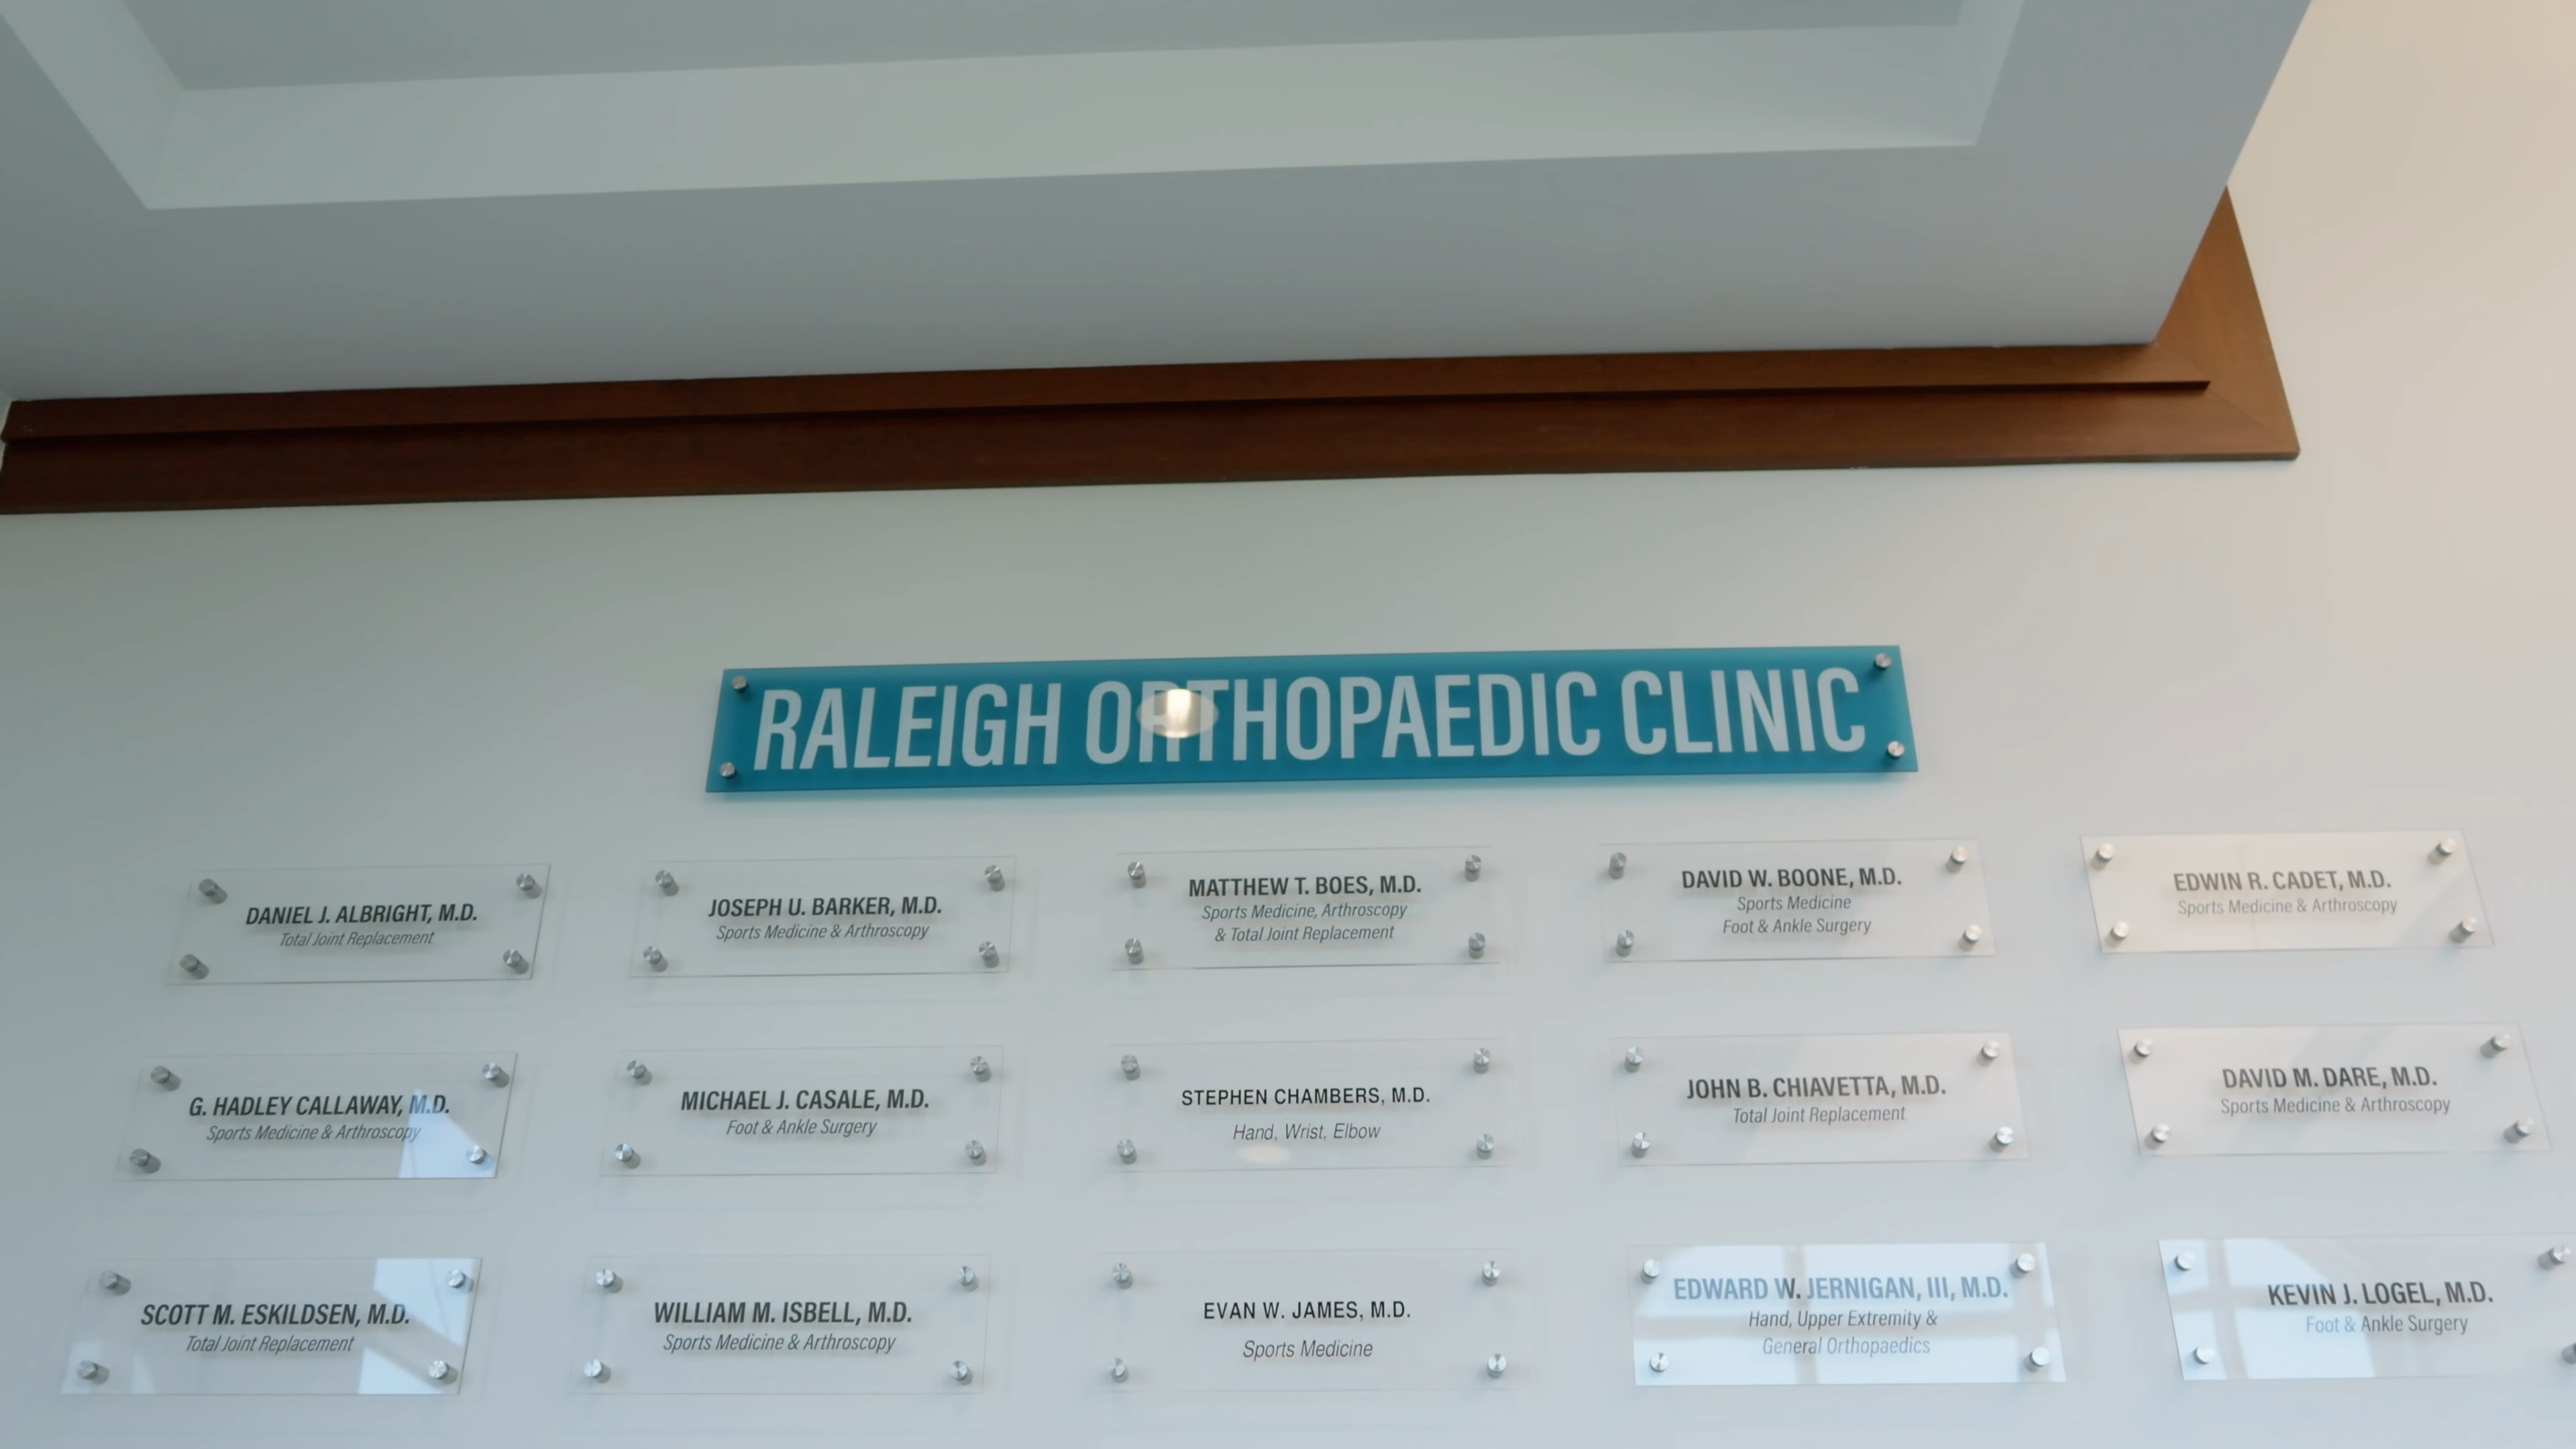 RALEIGH ORTHOPAEDIC CLINIC
DANIEL J. ALBRIGHT, M.D.
Total Joint Replacement
JOSEPH U. BARKER, M.D.
Sports Medicine & Arthroscopy
MATTHEW T. BOES, M.D.
Sports Medicine, Arthroscopy
& Total Joint Replacement
DAVID W. BOONE, M.D.
Sports Medicine
Foot & Ankle Surgery
EDWIN R. CADET, M.D.
Sports Medicine & Arthroscopy
G. HADLEY CALLAWAY, M.D.
Sports Medicine & Arthroscopy
MICHAEL J. CASALE, M.D.
Foot & Ankle Surgery
STEPHEN CHAMBERS, M.D.
Hand, Wrist, Elbow
JOHN B. CHIAVETTA, M.D.
Total Joint Replacement
DAVID M. DARE, M.D.
Sports Medicine & Arthroscopy
SCOTT M. ESKILDSEN, M.D.
Total Joint Replacement
WILLIAM M. ISBELL, M.D.
Sports Medicine & Arthroscopy
EVAN W. JAMES, M.D.
Sports Medicine
EDWARD W. JERNIGAN, III, M.D.
Hand, Upper Extremity &
General Orthopaedics
KEVIN J. LOGEL, M.D.
Foot & Ankle Surgery